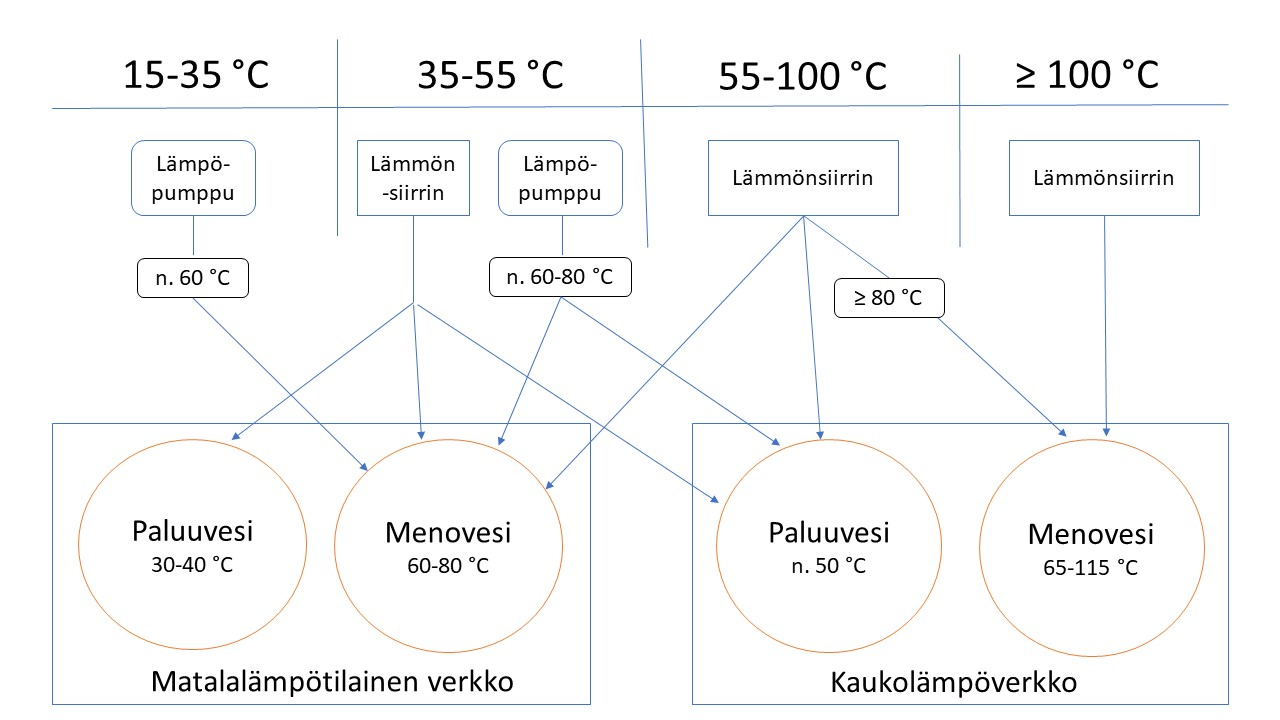 15-35 °C
35-55 °C
55-100 °C
≥ 100 °C
Lämpö-
pumppu
Lämmön
-siirrin
Lämpö-
pumppu
Lämmönsiirrin
Lämmönsiirrin
n. 60 °C
n. 60-80 °C
≥ 80 °C
Paluuvesi
30-40 °C
Menovesi
60-80 °C
Paluuvesi
n. 50 °C
Menovesi
65-115 °C
Matalalämpötilainen verkko
Kaukolämpöverkko